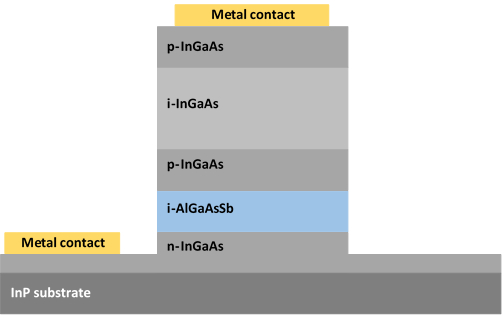 Metal contact
p-InGaAs
i-InGaAs
p-InGaAs
i-AlGaAsSb
Metal contact
n-InGaAs
InP substrate